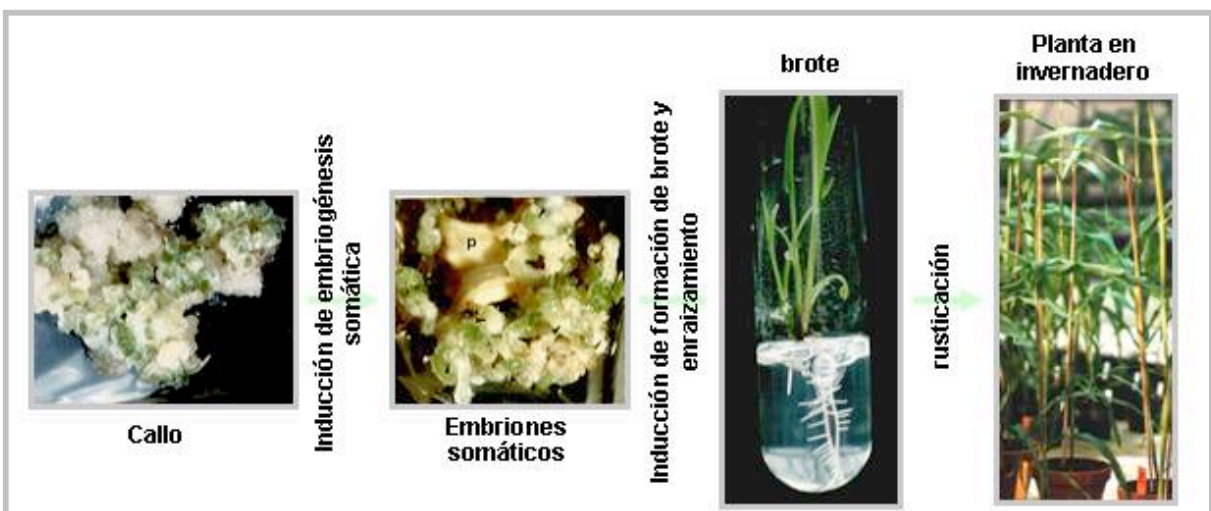 Callo
Inducción de embriogénesis
somática
p
Embriones
somáticos
Inducción de formación de brote y
enraizamiento
brote
rusticación
Planta en
invernadero